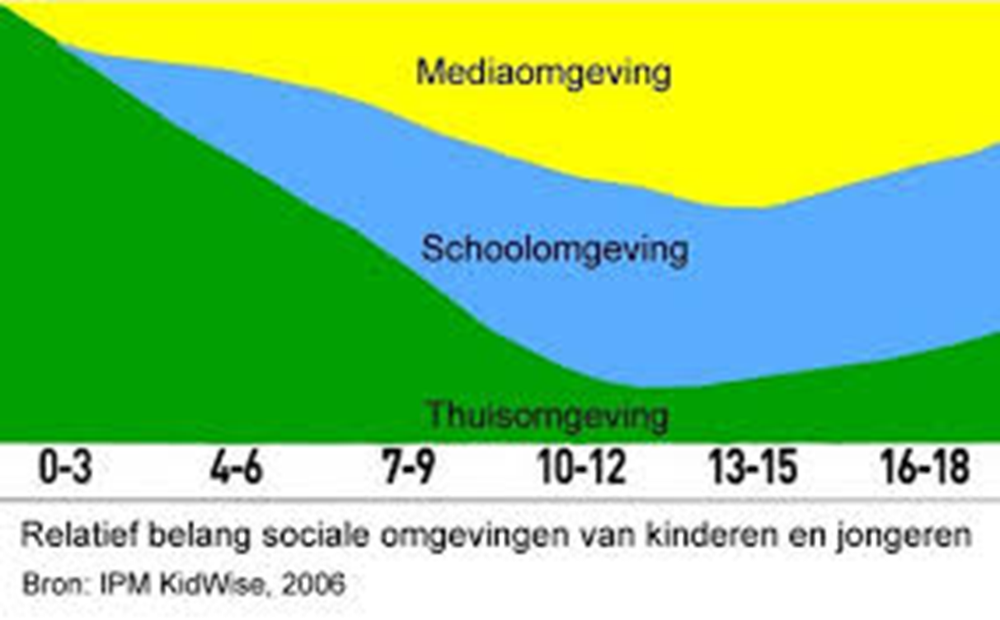 Mediaomgeving
Schoolomgeving
Thuisomgeving
0-3 4-6 7-9 10-12 13-15 16-18
Relatief belang sociale omgevingen van kinderen en jongeren
Bron: IPM KidWise, 2006